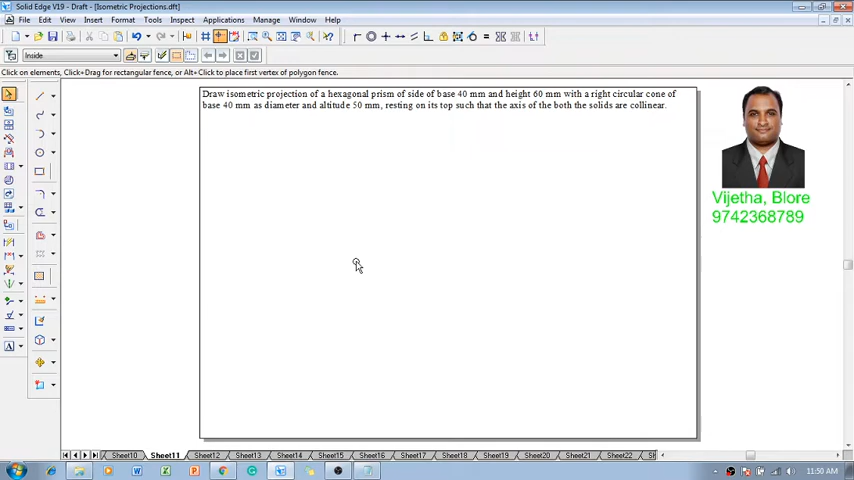 Solid Edge V19 - Draft - [Isometric Projections.dft]
File Edit View Insert Format Tools Applications Manage Window Help
Inside
Click on elements, Click+Drag for rectangular fence, or Alt+Click to place first vertex of polygon fence.
Draw isometric projection of a hexagonal prism of side of base 40 mm and height 60 mm with a right circular cone of
base 40 mm as diameter and altitude 50 mm, resting on its top such that the axis of the both the solids are collinear.
Vijetha, Blore
9742368789
Sheet10 Sheet11 Sheet12 Sheet13 Sheet14 Sheet15 Sheet16 Sheet17 Sheet18 Sheet19 Sheet20 Sheet21 Sheet22 Sh
11:50 AM